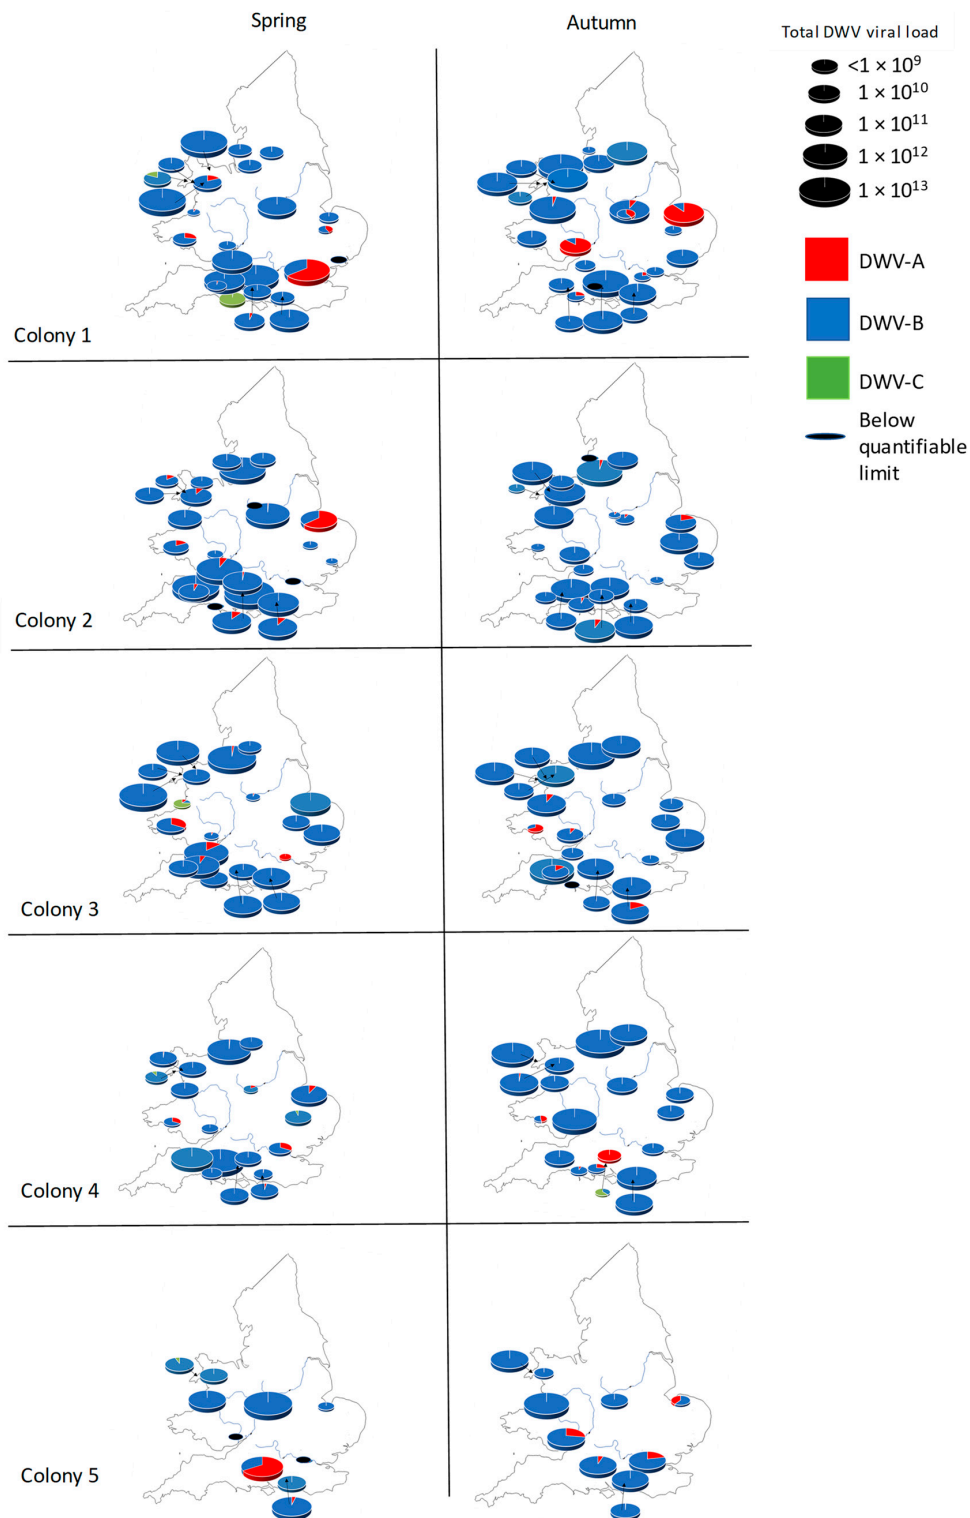 Spring
Autumn
Total DWV viral load
<1 × 10⁹
1 × 10¹⁰
1 × 10¹¹
1 × 10¹²
1 × 10¹³
DWV-A
DWV-B
DWV-C
Below
quantifiable
limit
Colony 1
Colony 2
Colony 3
Colony 4
Colony 5